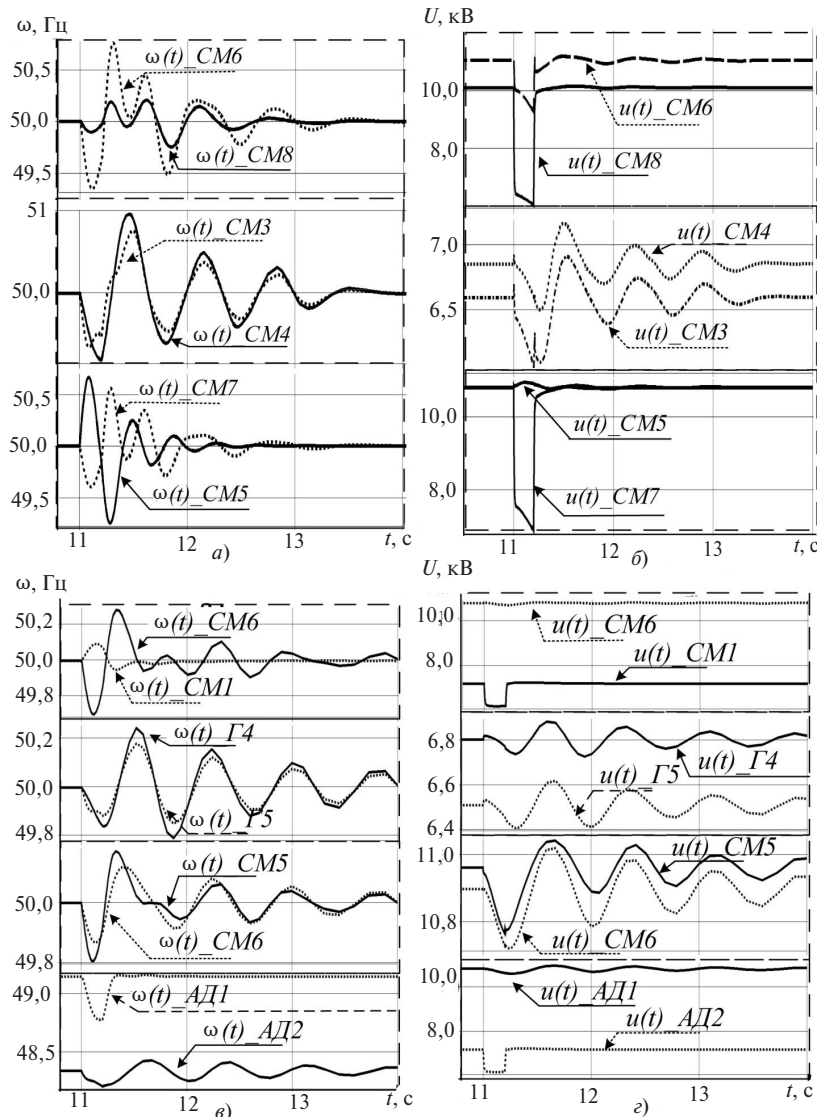 ω, Гц
50,5
50,0
49,5
ω(t)_СМ6
ω(t)_СМ8
51
50,0
ω(t)_СМ3
ω(t)_СМ4
50,5
50,0
49,5
ω(t)_СМ7
ω(t)_СМ5
11
12
13
t, с
а)
U, кВ
10,0
8,0
u(t)_СМ6
u(t)_СМ8
7,0
6,5
u(t)_СМ4
u(t)_СМ3
10,0
8,0
u(t)_СМ5
u(t)_СМ7
11
12
13
t, с
б)
ω, Гц
50,2
50,0
49,8
ω(t)_СМ6
ω(t)_СМ1
50,2
50,0
49,8
ω(t)_Г4
ω(t)_Г5
50,0
49,8
ω(t)_СМ5
ω(t)_СМ6
49,0
48,5
ω(t)_АД1
ω(t)_АД2
11
12
13
t, с
в)
U, кВ
10,0
8,0
u(t)_СМ6
u(t)_СМ1
6,8
6,6
6,4
u(t)_Г4
u(t)_Г5
11,0
10,8
u(t)_СМ5
u(t)_СМ6
10,0
8,0
u(t)_АД1
u(t)_АД2
11
12
13
t, с
г)